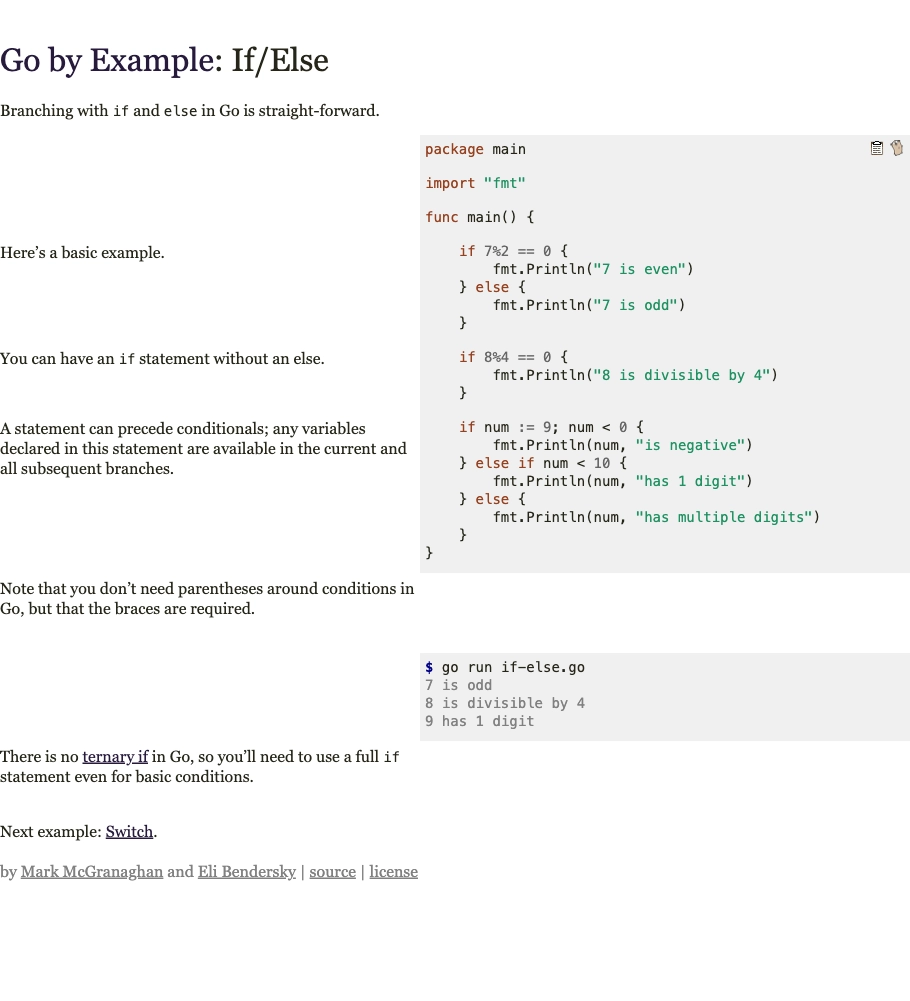 Go by Example: If/Else
Branching with if and else in Go is straight-forward.
package main
import "fmt"
func main() {
Here’s a basic example.
    if 7%2 == 0 {
        fmt.Println("7 is even")
    } else {
        fmt.Println("7 is odd")
    }
You can have an if statement without an else.
    if 8%4 == 0 {
        fmt.Println("8 is divisible by 4")
    }
A statement can precede conditionals; any variables
declared in this statement are available in the current and
all subsequent branches.
    if num := 9; num < 0 {
        fmt.Println(num, "is negative")
    } else if num < 10 {
        fmt.Println(num, "has 1 digit")
    } else {
        fmt.Println(num, "has multiple digits")
    }
}
Note that you don’t need parentheses around conditions in
Go, but that the braces are required.
$ go run if-else.go
7 is odd
8 is divisible by 4
9 has 1 digit
There is no ternary if in Go, so you’ll need to use a full if
statement even for basic conditions.
Next example: Switch.
by Mark McGranaghan and Eli Bendersky | source | license